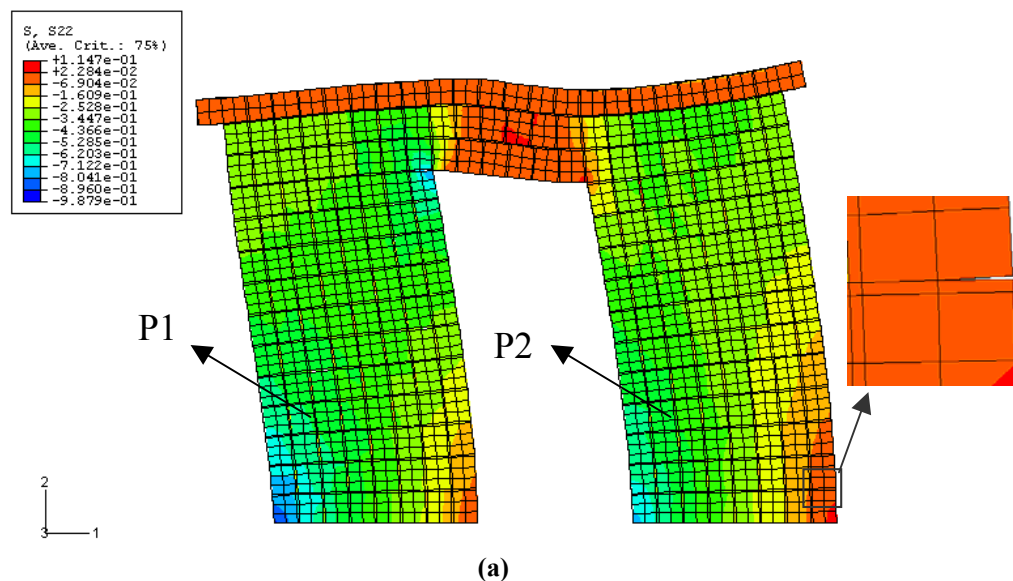 S, S22
(Ave. Crit.: 75%)
+1.147e-01
+2.284e-02
-6.904e-02
-1.609e-01
-2.528e-01
-3.447e-01
-4.366e-01
-5.285e-01
-6.203e-01
-7.122e-01
-8.041e-01
-8.960e-01
-9.879e-01
P1
P2
2
3 1
(a)